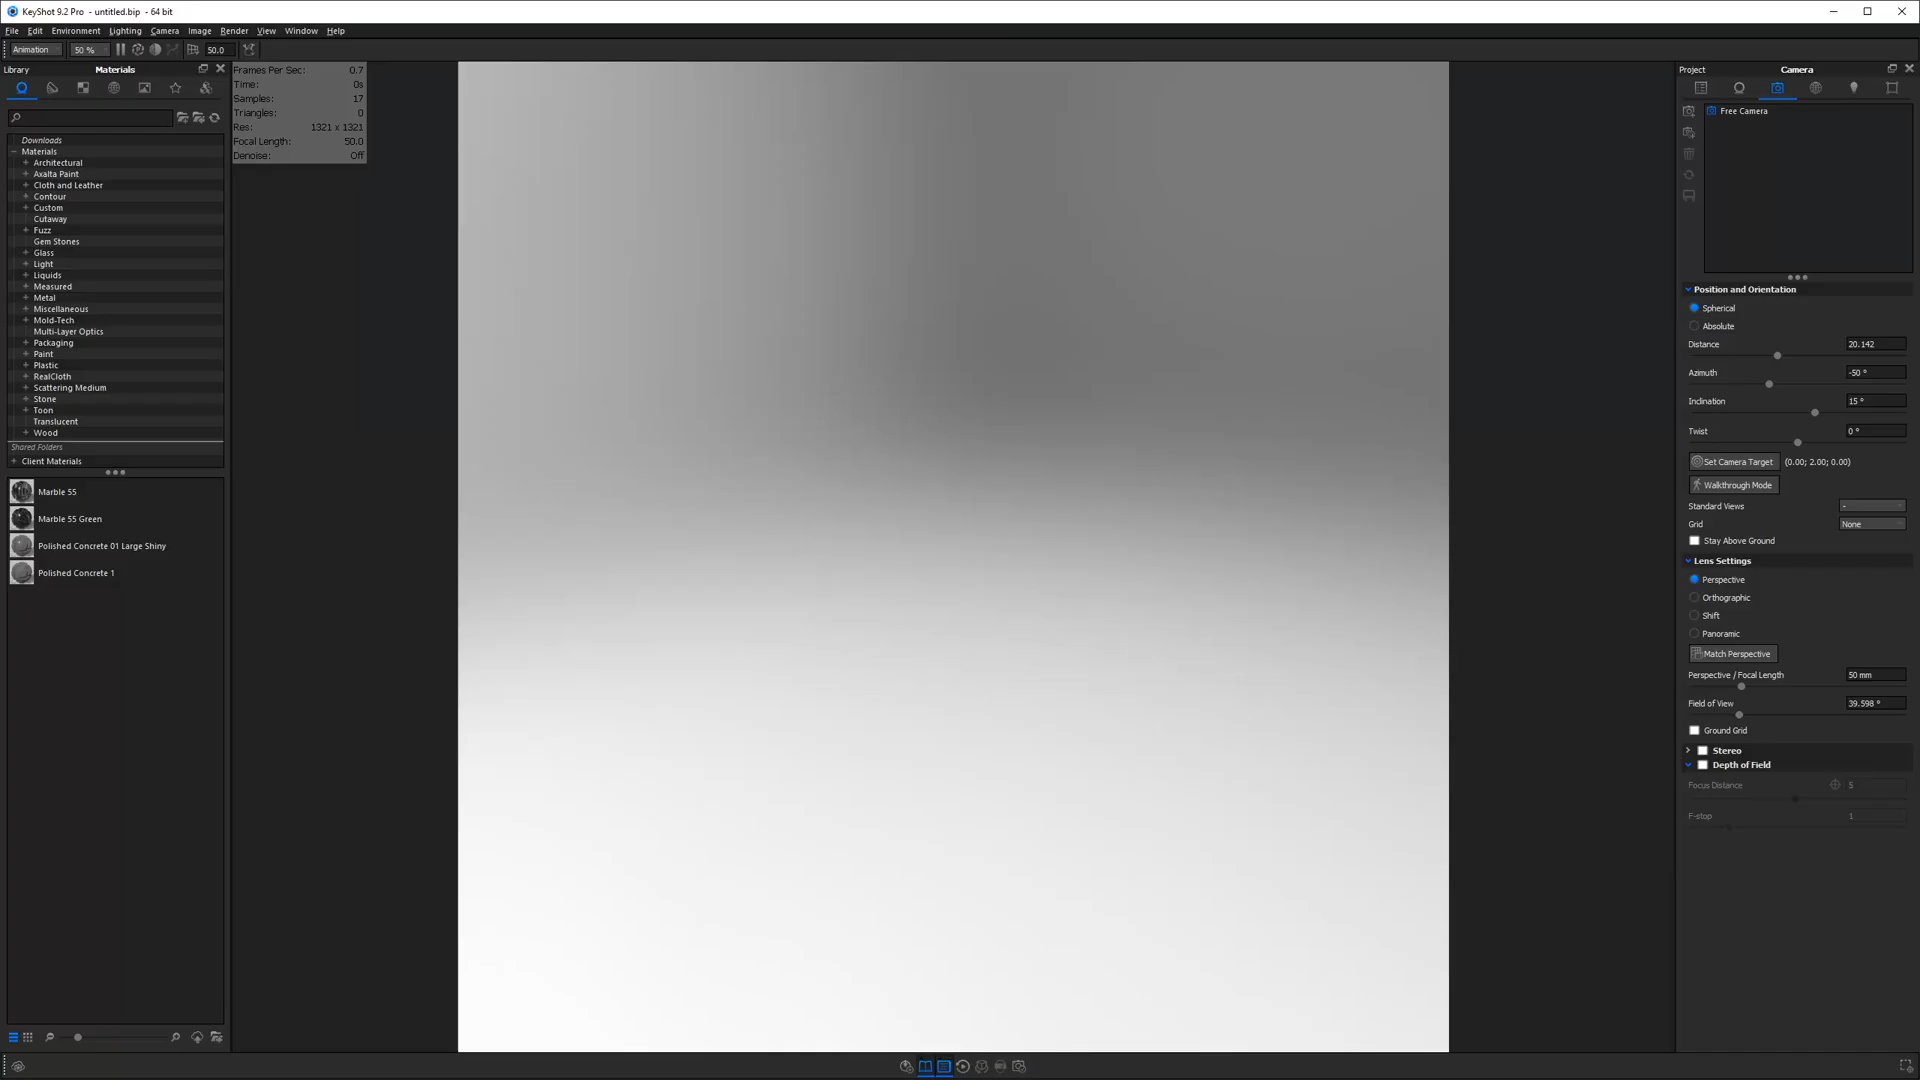 KeyShot 9.2 Pro - untitled.bip - 64 bit
File Edit Environment Lighting Camera Image Render View Window Help
Animation 50 % 50.0
Library Materials
Downloads
Materials
Architectural
Axalta Paint
Cloth and Leather
Contour
Custom
Cutaway
Fuzz
Gem Stones
Glass
Light
Liquids
Measured
Metal
Miscellaneous
Mold-Tech
Multi-Layer Optics
Packaging
Paint
Plastic
RealCloth
Scattering Medium
Stone
Toon
Translucent
Wood
Shared Folders
Client Materials
Marble 55
Marble 55 Green
Polished Concrete 01 Large Shiny
Polished Concrete 1
Frames Per Sec: 0.7
Time: 0s
Samples: 17
Triangles: 0
Res: 1321 x 1321
Focal Length: 50.0
Denoise: Off
Project Camera
Free Camera
Position and Orientation
Spherical
Absolute
Distance 20.142
Azimuth -50 °
Inclination 15 °
Twist 0 °
Set Camera Target (0.00; 2.00; 0.00)
Walkthrough Mode
Standard Views -
Grid None
Stay Above Ground
Lens Settings
Perspective
Orthographic
Shift
Panoramic
Match Perspective
Perspective / Focal Length 50 mm
Field of View 39.598 °
Ground Grid
Stereo
Depth of Field
Focus Distance 5
F-stop 1